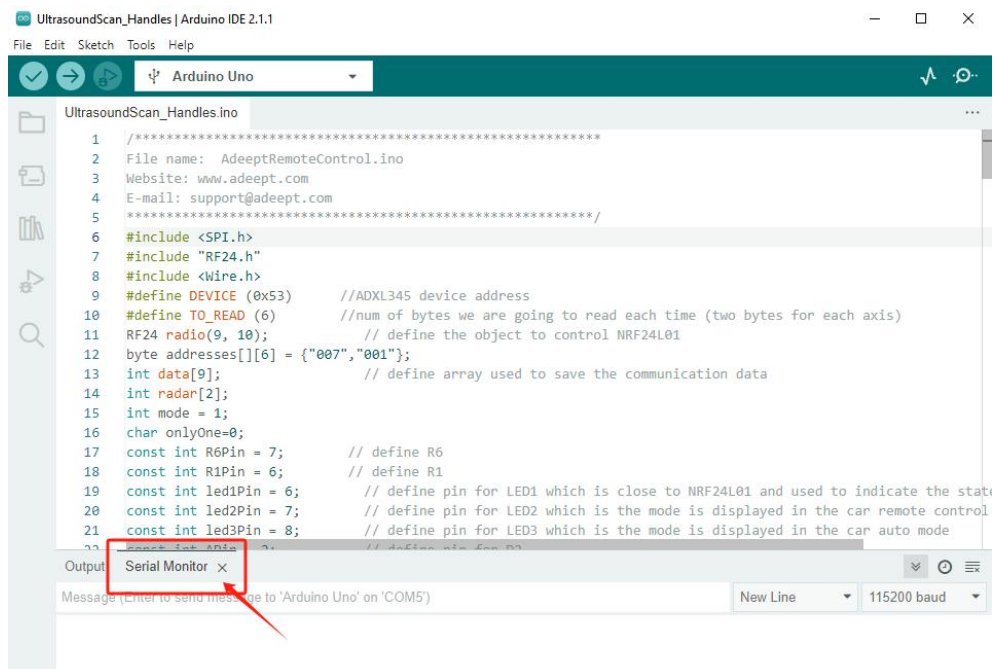 UltrasoundScan_Handles | Arduino IDE 2.1.1
File Edit Sketch Tools Help
Arduino Uno
UltrasoundScan_Handles.ino
1 /***********************************************************
2 File name: AdeeptRemoteControl.ino
3 Website: www.adeept.com
4 E-mail: support@adeept.com
5 ***********************************************************/
6 #include <SPI.h>
7 #include "RF24.h"
8 #include <Wire.h>
9 #define DEVICE (0x53) //ADXL345 device address
10 #define TO_READ (6) //num of bytes we are going to read each time (two bytes for each axis)
11 RF24 radio(9, 10); // define the object to control NRF24L01
12 byte addresses[][6] = {"007","001"};
13 int data[9]; // define array used to save the communication data
14 int radar[2];
15 int mode = 1;
16 char onlyOne=0;
17 const int R6Pin = 7; // define R6
18 const int R1Pin = 6; // define R1
19 const int led1Pin = 6; // define pin for LED1 which is close to NRF24L01 and used to indicate the state
20 const int led2Pin = 7; // define pin for LED2 which is the mode is displayed in the car remote control
21 const int led3Pin = 8; // define pin for LED3 which is the mode is displayed in the car auto mode
22 const int APin 2; // define pin for D2
Output Serial Monitor ×
Message (Enter to send message to 'Arduino Uno' on 'COM5') New Line 115200 baud